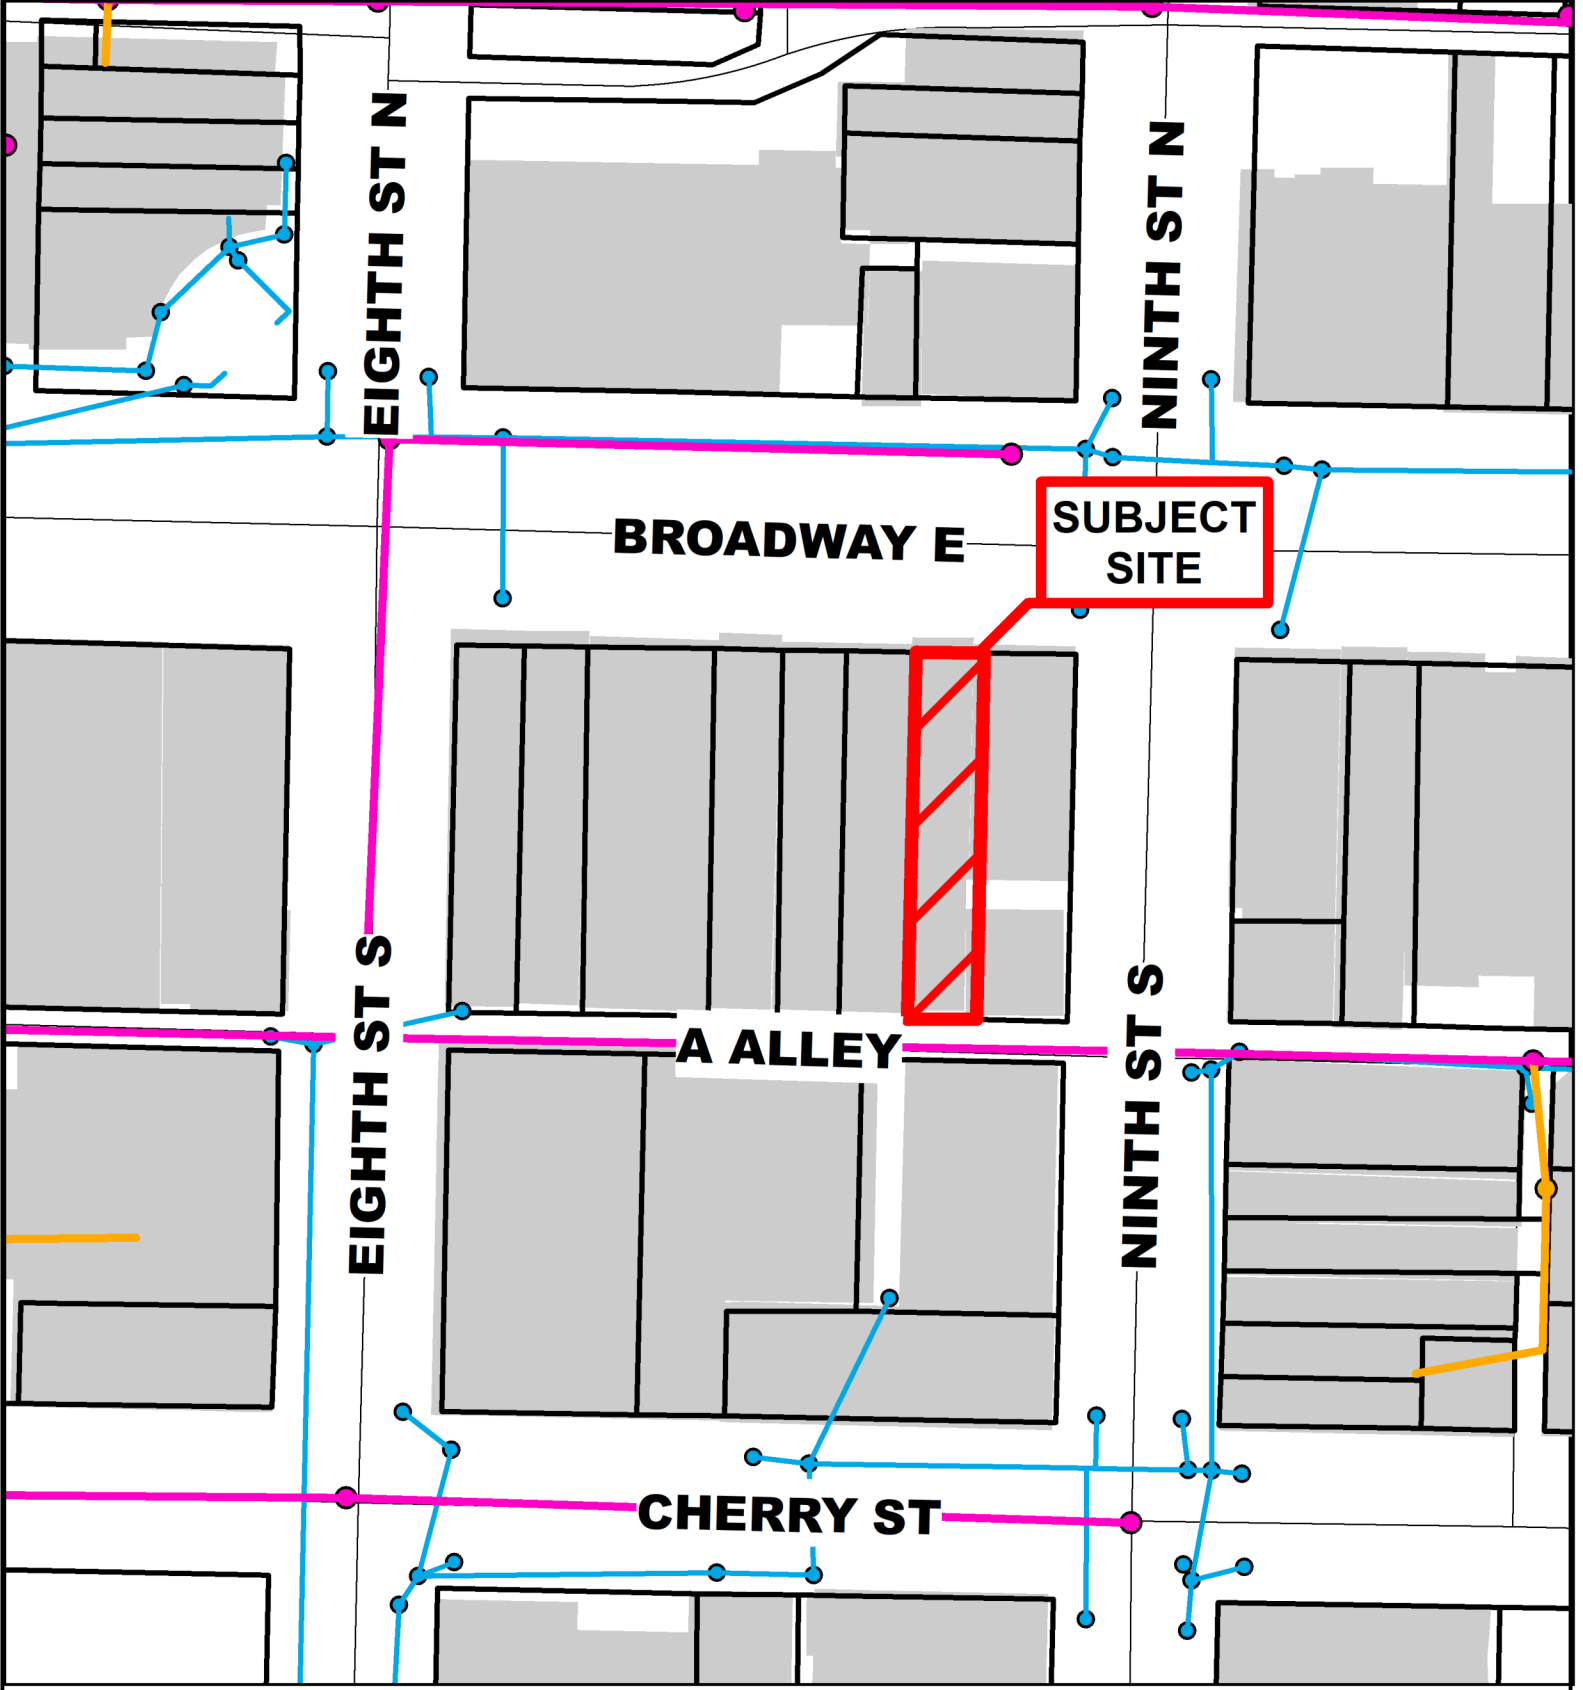 EIGHTH ST N
NINTH ST N
BROADWAY E
SUBJECT
SITE
EIGHTH ST S
NINTH ST S
A ALLEY
CHERRY ST